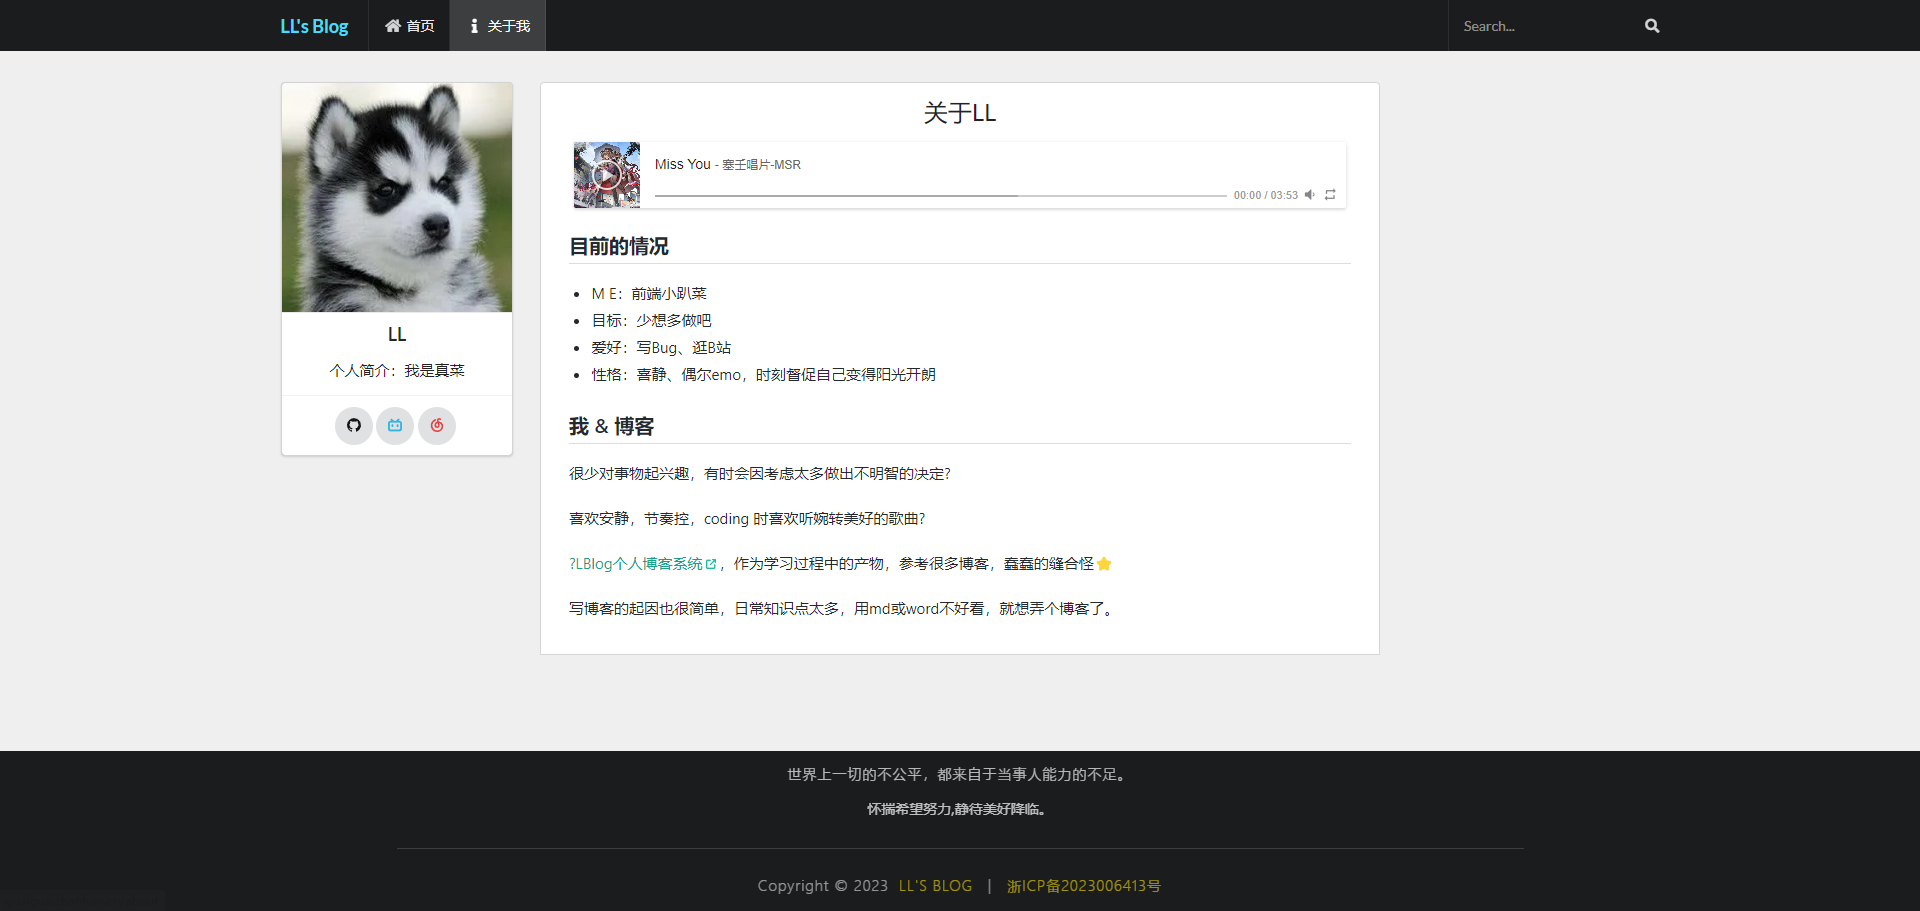 LL's Blog 首页 关于我 Search...
LL
个人简介：我是真菜
关于LL
Miss You - 塞壬唱片-MSR
00:00 / 03:53
目前的情况
M E：前端小趴菜
目标：少想多做吧
爱好：写Bug、逛B站
性格：喜静、偶尔emo，时刻督促自己变得阳光开朗
我 & 博客
很少对事物起兴趣，有时会因考虑太多做出不明智的决定?
喜欢安静，节奏控，coding 时喜欢听婉转美好的歌曲?
?LBlog个人博客系统，作为学习过程中的产物，参考很多博客，蠢蠢的缝合怪⭐
写博客的起因也很简单，日常知识点太多，用md或word不好看，就想弄个博客了。
世界上一切的不公平，都来自于当事人能力的不足。
怀揣希望努力,静待美好降临。
Copyright © 2023 LL'S BLOG | 浙ICP备2023006413号